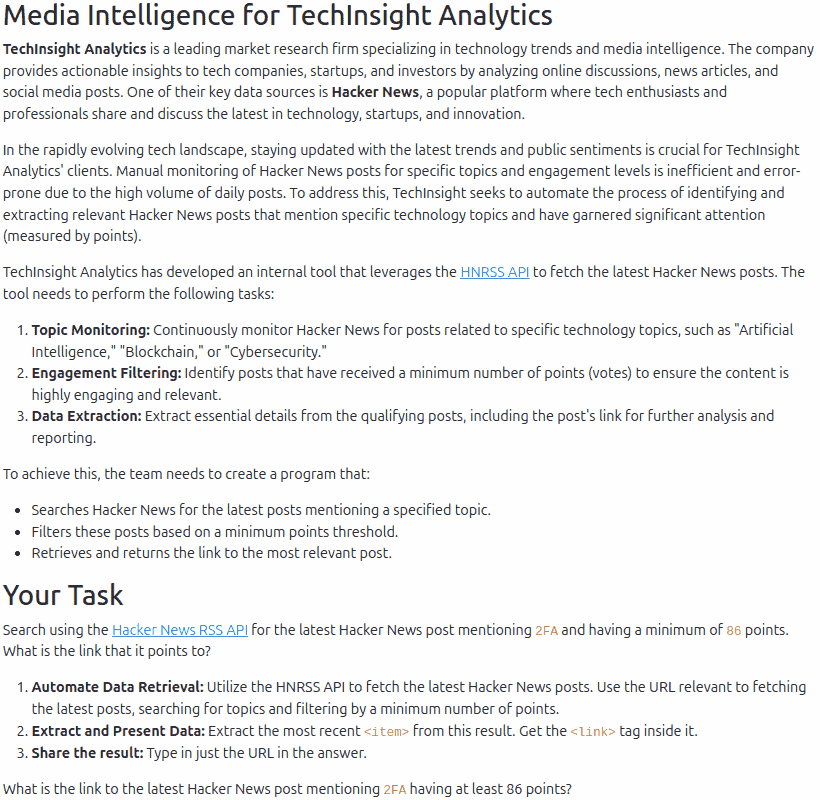 Media Intelligence for TechInsight Analytics
TechInsight Analytics is a leading market research firm specializing in technology trends and media intelligence. The company
provides actionable insights to tech companies, startups, and investors by analyzing online discussions, news articles, and
social media posts. One of their key data sources is Hacker News, a popular platform where tech enthusiasts and
professionals share and discuss the latest in technology, startups, and innovation.
In the rapidly evolving tech landscape, staying updated with the latest trends and public sentiments is crucial for TechInsight
Analytics' clients. Manual monitoring of Hacker News posts for specific topics and engagement levels is inefficient and error-
prone due to the high volume of daily posts. To address this, TechInsight seeks to automate the process of identifying and
extracting relevant Hacker News posts that mention specific technology topics and have garnered significant attention
(measured by points).
TechInsight Analytics has developed an internal tool that leverages the HNRSS API to fetch the latest Hacker News posts. The
tool needs to perform the following tasks:
1. Topic Monitoring: Continuously monitor Hacker News for posts related to specific technology topics, such as "Artificial
Intelligence," "Blockchain," or "Cybersecurity."
2. Engagement Filtering: Identify posts that have received a minimum number of points (votes) to ensure the content is
highly engaging and relevant.
3. Data Extraction: Extract essential details from the qualifying posts, including the post's link for further analysis and
reporting.
To achieve this, the team needs to create a program that:
• Searches Hacker News for the latest posts mentioning a specified topic.
• Filters these posts based on a minimum points threshold.
• Retrieves and returns the link to the most relevant post.
Your Task
Search using the Hacker News RSS API for the latest Hacker News post mentioning 2FA and having a minimum of 86 points.
What is the link that it points to?
1. Automate Data Retrieval: Utilize the HNRSS API to fetch the latest Hacker News posts. Use the URL relevant to fetching
the latest posts, searching for topics and filtering by a minimum number of points.
2. Extract and Present Data: Extract the most recent <item> from this result. Get the <link> tag inside it.
3. Share the result: Type in just the URL in the answer.
What is the link to the latest Hacker News post mentioning 2FA having at least 86 points?